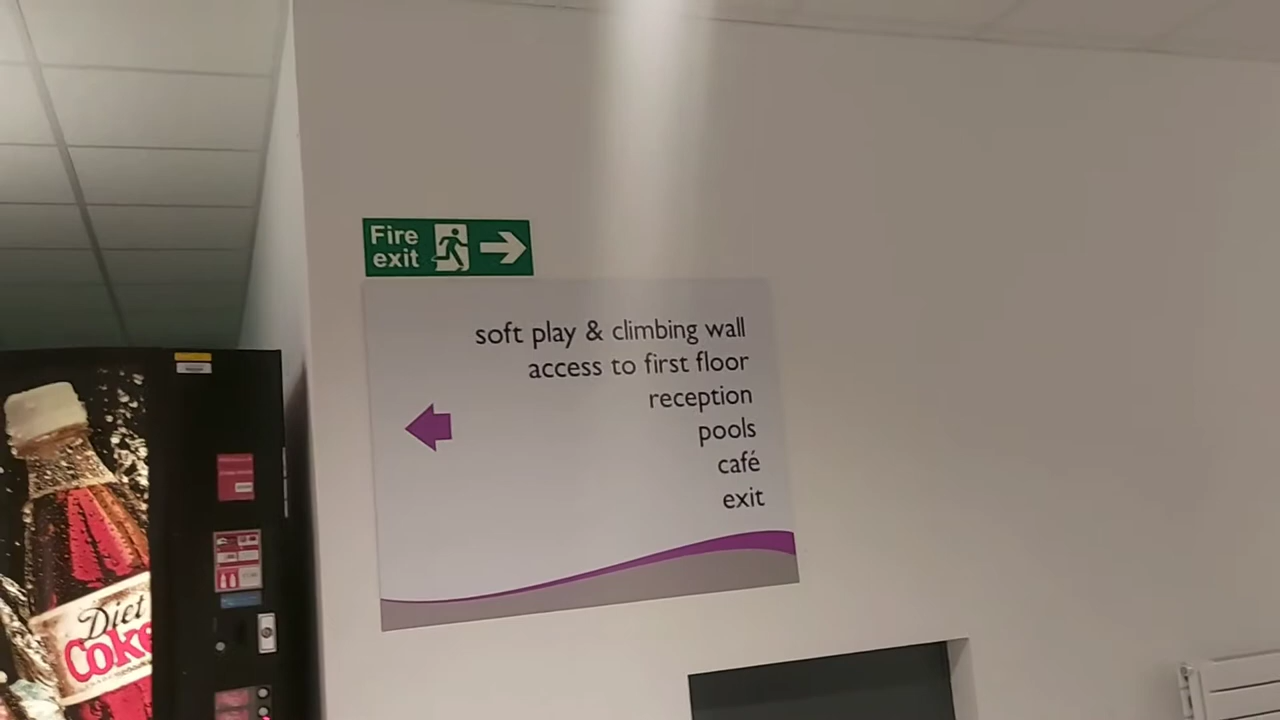 Fire
exit
soft play & climbing wall
access to first floor
reception
pools
café
exit
Diet
Coke